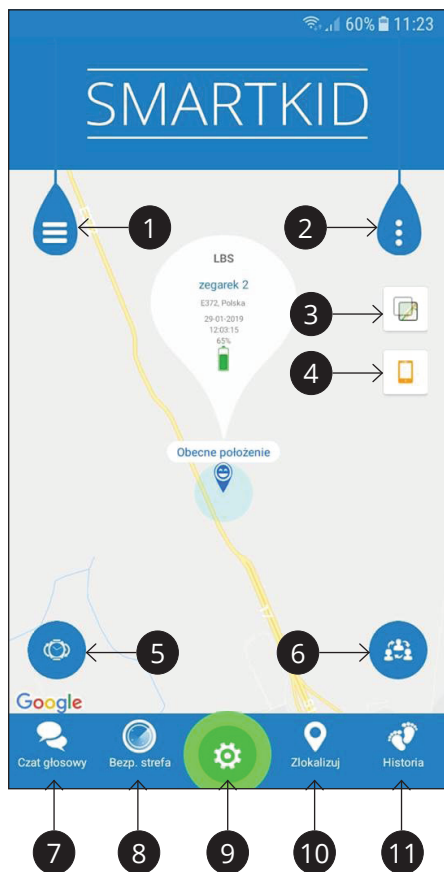 60% 11:23
SMARTKID
1
2
LBS
zegarek 2
E372, Polska
29-01-2019
12:03:15
65%
3
4
Obecne położenie
5
6
Google
Czat głosowy
Bezp. strefa
Zlokalizuj
Historia
7
8
9
10
11